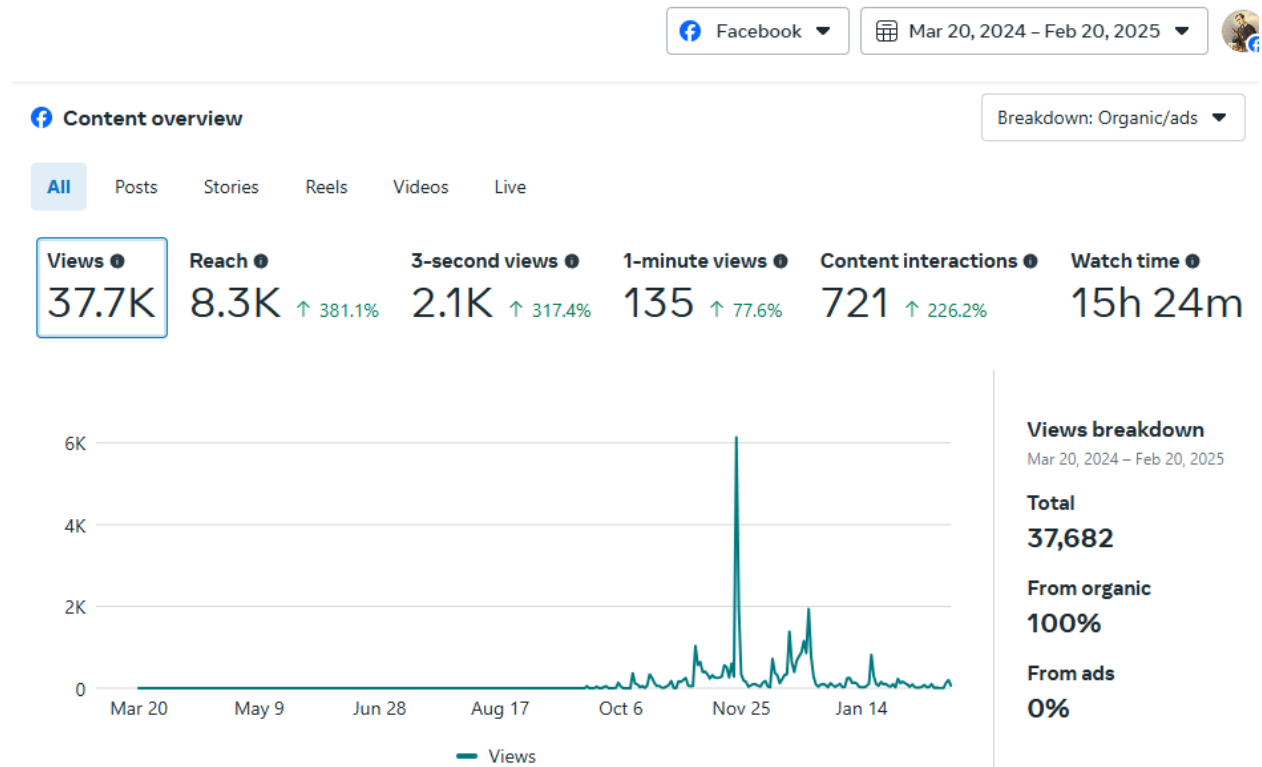 Facebook
Mar 20, 2024 – Feb 20, 2025
Content overview
Breakdown: Organic/ads
All Posts Stories Reels Videos Live
Views Reach 3-second views 1-minute views Content interactions Watch time
37.7K 8.3K ↑ 381.1% 2.1K ↑ 317.4% 135 ↑ 77.6% 721 ↑ 226.2% 15h 24m
6K
4K
2K
0
Mar 20 May 9 Jun 28 Aug 17 Oct 6 Nov 25 Jan 14
Views
Views breakdown
Mar 20, 2024 – Feb 20, 2025
Total
37,682
From organic
100%
From ads
0%